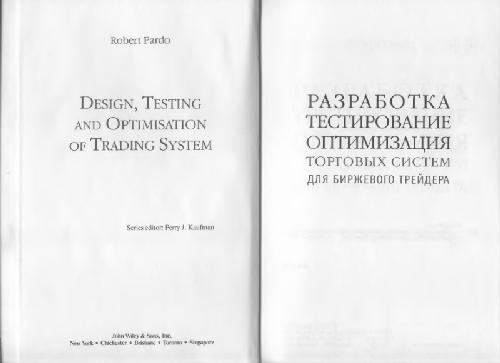 Robert Pardo
DESIGN, TESTING
AND OPTIMISATION
OF TRADING SYSTEM
Series editor: Perry J. Kaufman
John Wiley & Sons, Inc.
New York • Chichester • Brisbane • Toronto • Singapore
РАЗРАБОТКА
ТЕСТИРОВАНИЕ
ОПТИМИЗАЦИЯ
ТОРГОВЫХ СИСТЕМ
ДЛЯ БИРЖЕВОГО ТРЕЙДЕРА